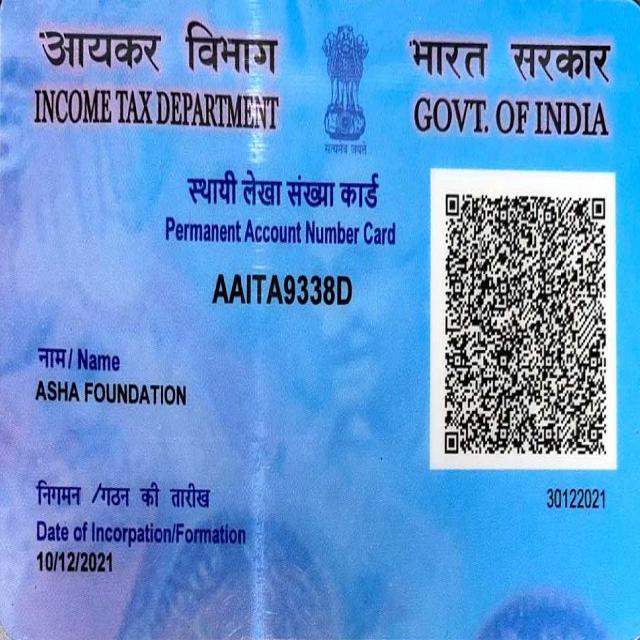 आयकर विभाग
INCOME TAX DEPARTMENT
भारत सरकार
GOVT. OF INDIA
सत्यमेव जयते
स्थायी लेखा संख्या कार्ड
Permanent Account Number Card
AAITA9338D
नाम/ Name
ASHA FOUNDATION
निगमन /गठन की तारीख
Date of Incorpation/Formation
10/12/2021
30122021